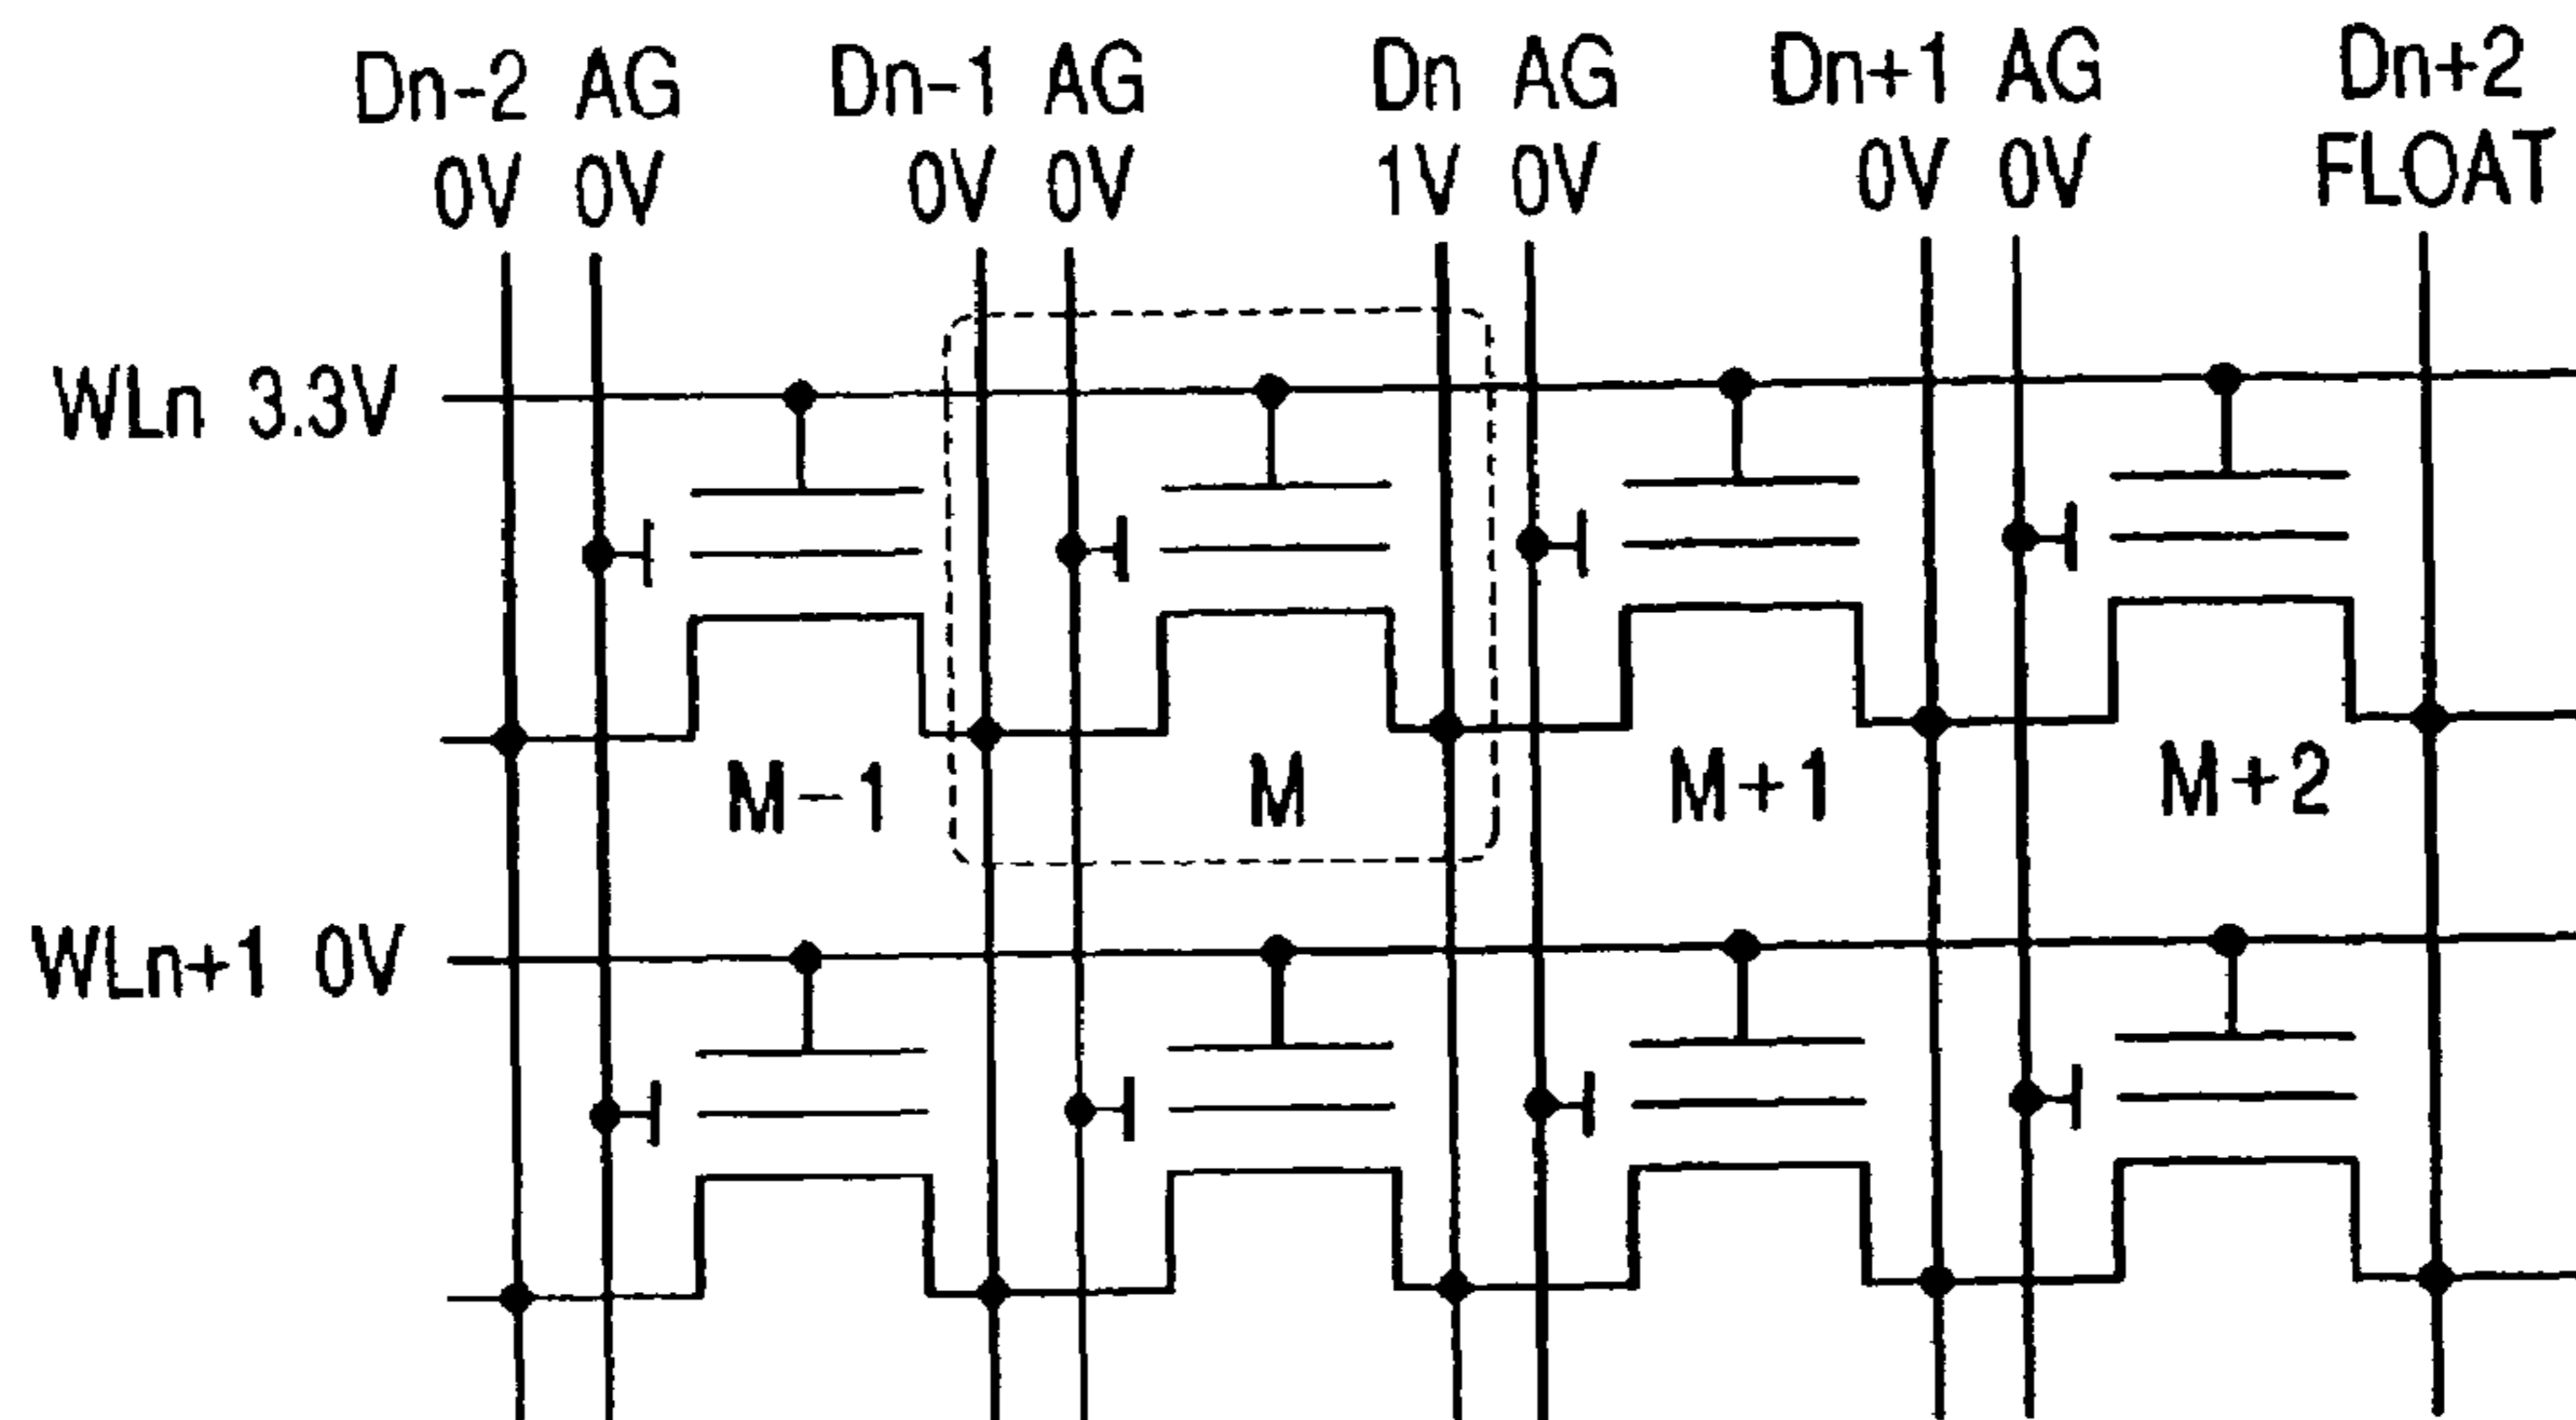 Dn-2 AG Dn-1 AG Dn AG Dn+1 AG Dn+2
0V 0V 0V 0V 1V 0V 0V 0V FLOAT
WLn 3.3V
M-1 M M+1 M+2
WLn+1 0V